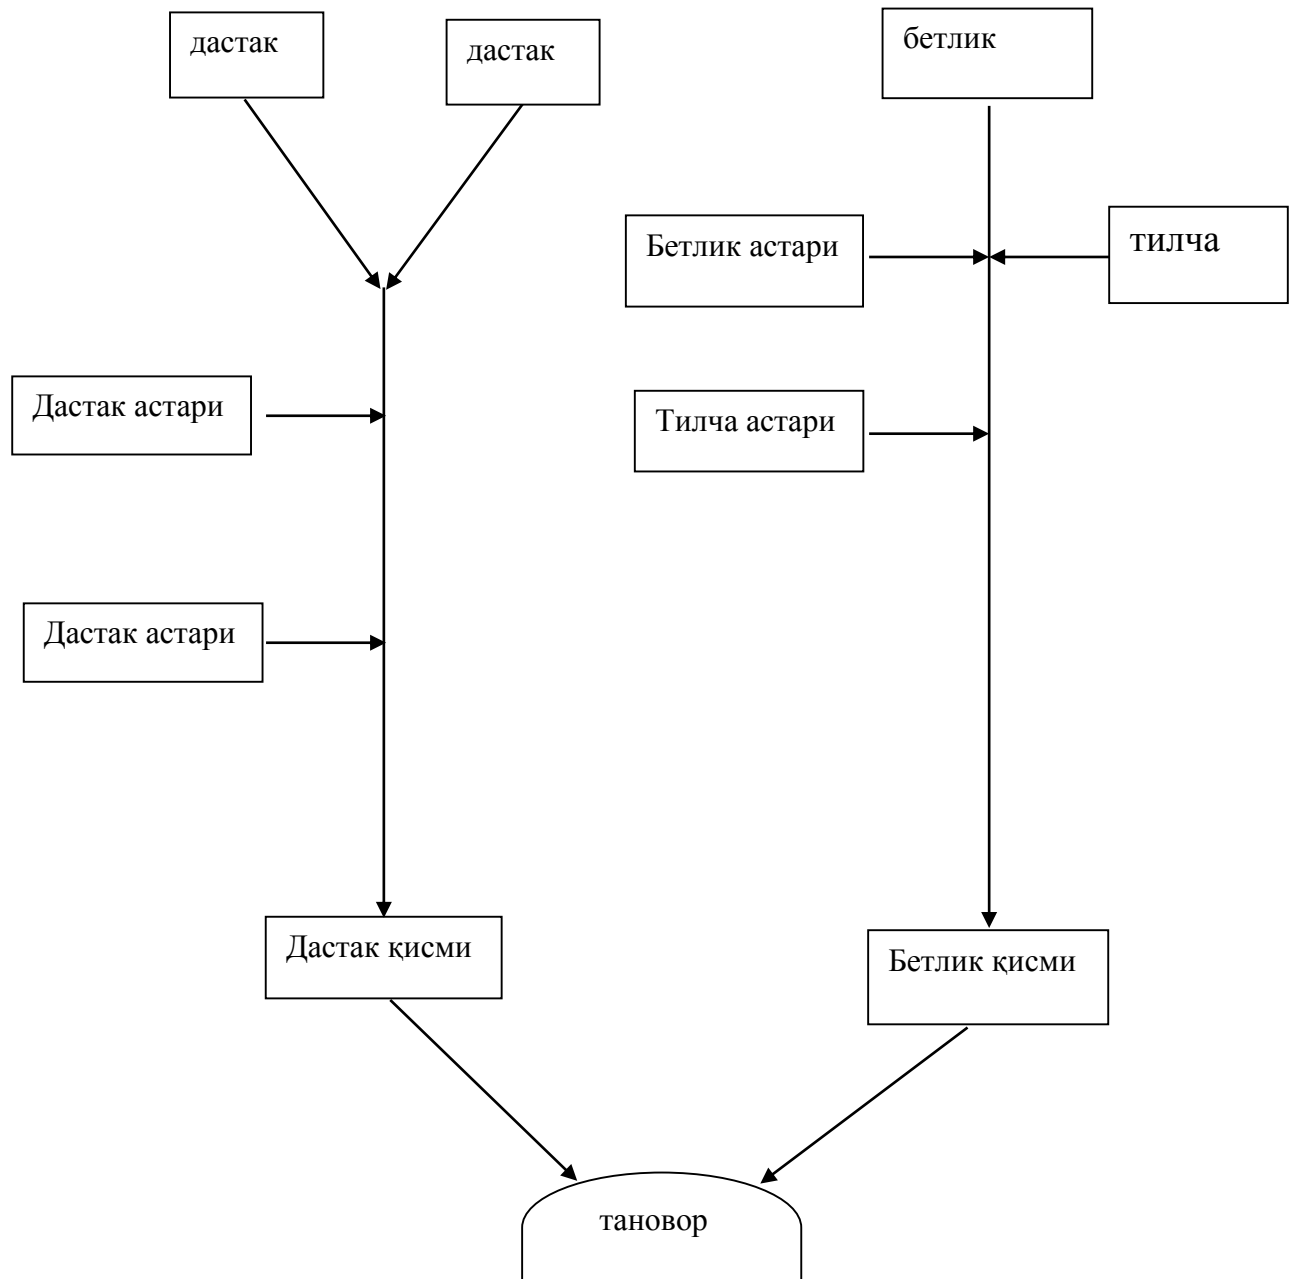 дастак
дастак
бетлик
Бетлик астари
тилча
Дастак астари
Тилча астари
Дастак астари
Дастак қисми
Бетлик қисми
тановор